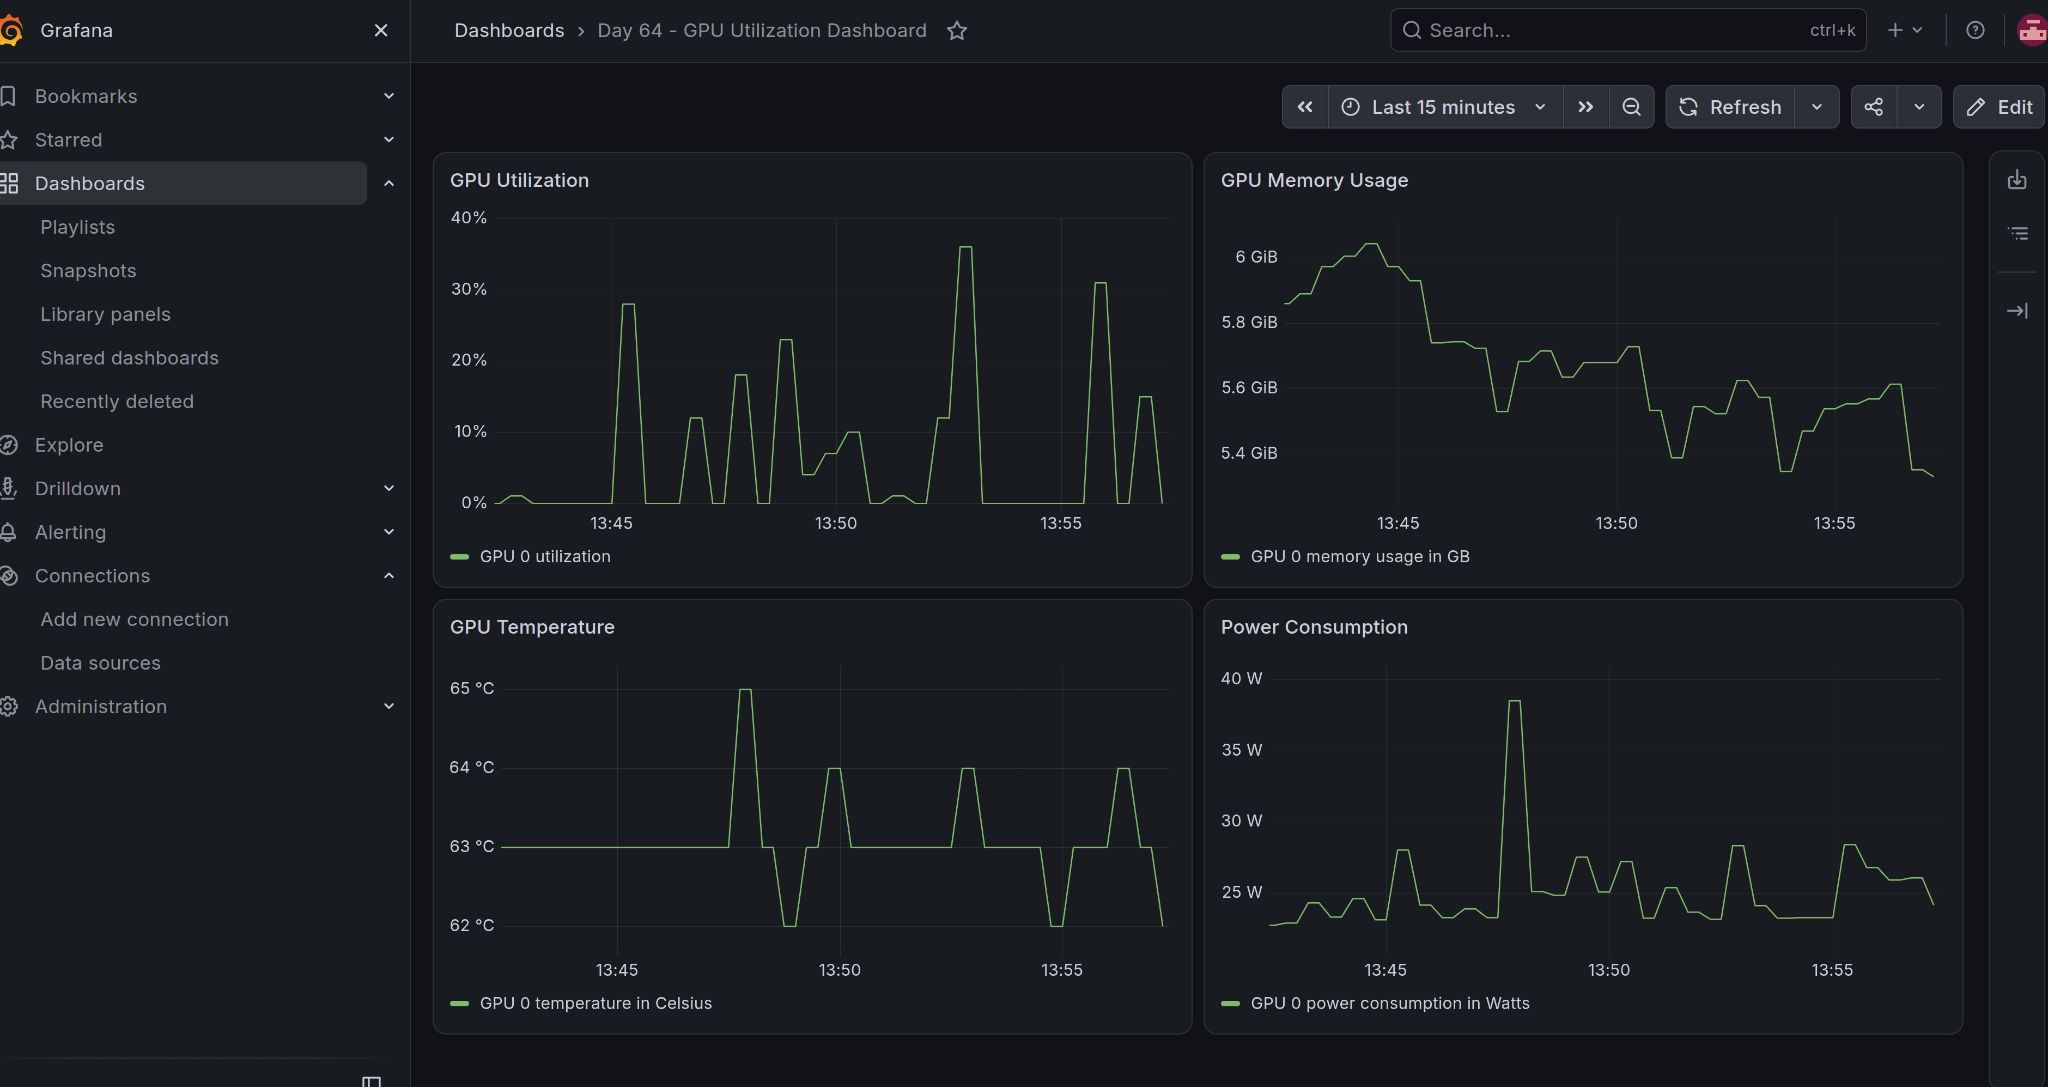 Grafana
Dashboards › Day 64 - GPU Utilization Dashboard
Search... ctrl+k
Bookmarks
Starred
Dashboards
Playlists
Snapshots
Library panels
Shared dashboards
Recently deleted
Explore
Drilldown
Alerting
Connections
Add new connection
Data sources
Administration
Last 15 minutes
Refresh
Edit
GPU Utilization
40%
30%
20%
10%
0%
13:45 13:50 13:55
GPU 0 utilization
GPU Memory Usage
6 GiB
5.8 GiB
5.6 GiB
5.4 GiB
13:45 13:50 13:55
GPU 0 memory usage in GB
GPU Temperature
65 °C
64 °C
63 °C
62 °C
13:45 13:50 13:55
GPU 0 temperature in Celsius
Power Consumption
40 W
35 W
30 W
25 W
13:45 13:50 13:55
GPU 0 power consumption in Watts